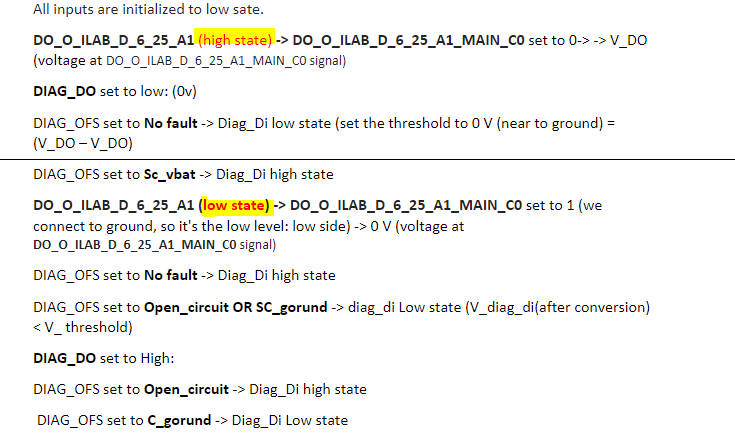 All inputs are initialized to low sate.
DO_O_ILAB_D_6_25_A1 (high state) -> DO_O_ILAB_D_6_25_A1_MAIN_C0 set to 0-> -> V_DO
(voltage at DO_O_ILAB_D_6_25_A1_MAIN_C0 signal)
DIAG_DO set to low: (0v)
DIAG_OFS set to No fault -> Diag_Di low state (set the threshold to 0 V (near to ground) =
(V_DO – V_DO)
DIAG_OFS set to Sc_vbat -> Diag_Di high state
DO_O_ILAB_D_6_25_A1 (low state) -> DO_O_ILAB_D_6_25_A1_MAIN_C0 set to 1 (we
connect to ground, so it's the low level: low side) -> 0 V (voltage at
DO_O_ILAB_D_6_25_A1_MAIN_C0 signal)
DIAG_OFS set to No fault -> Diag_Di high state
DIAG_OFS set to Open_circuit OR SC_gorund -> diag_di Low state (V_diag_di(after conversion)
< V_ threshold)
DIAG_DO set to High:
DIAG_OFS set to Open_circuit -> Diag_Di high state
DIAG_OFS set to C_gorund -> Diag_Di Low state